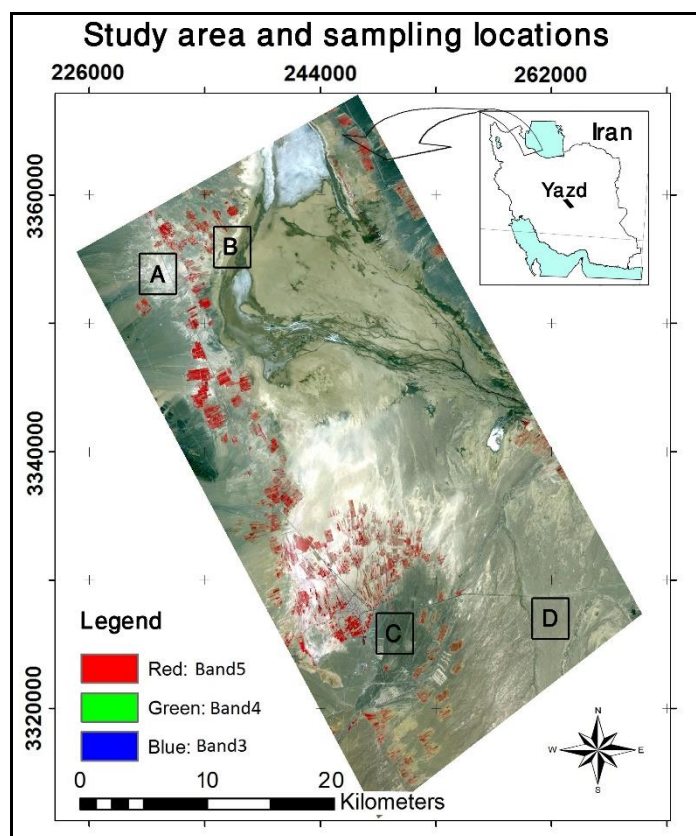 Study area and sampling locations
226000 244000 262000
Iran
Yazd
3360000
3340000
3320000
A
B
C
D
Legend
Red: Band5
Green: Band4
Blue: Band3
0 10 20
Kilometers
N
W E
S